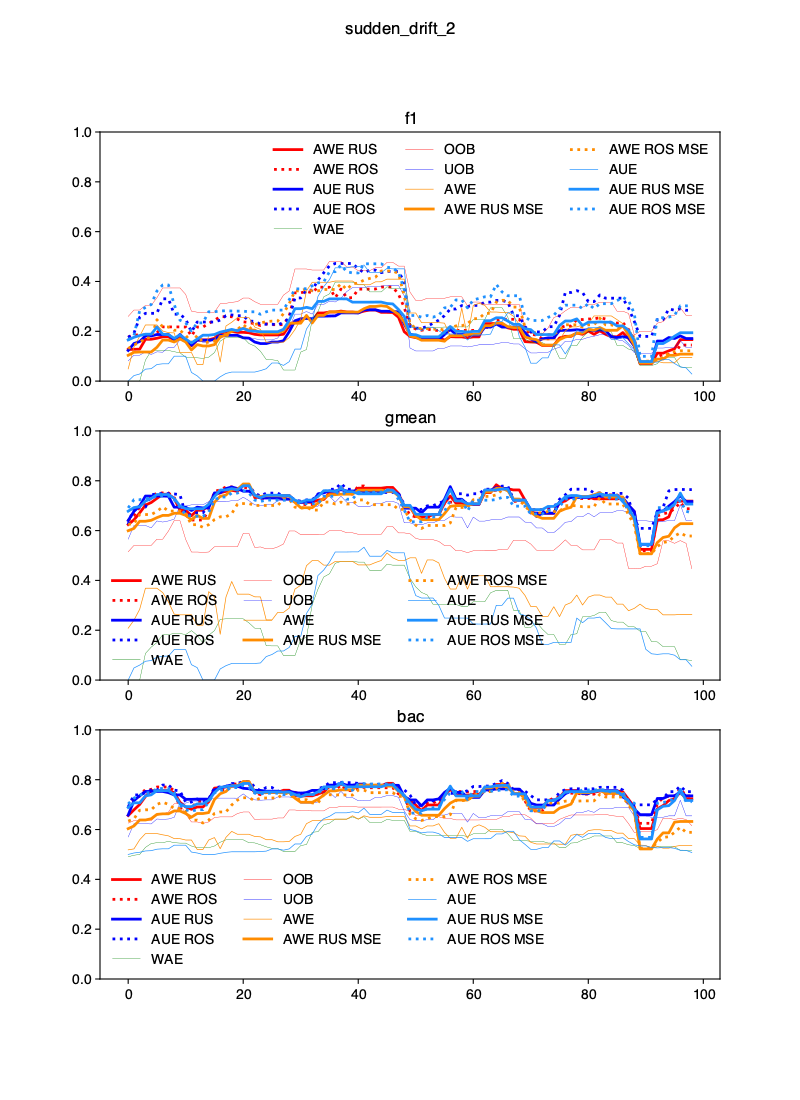 sudden_drift_2
f1
1.0
0.8
0.6
0.4
0.2
0.0
AWE RUS OOB AWE ROS MSE
AWE ROS UOB AUE
AUE RUS AWE AUE RUS MSE
AUE ROS AWE RUS MSE AUE ROS MSE
WAE
0 20 40 60 80 100
gmean
1.0
0.8
0.6
0.4
0.2
0.0
AWE RUS OOB AWE ROS MSE
AWE ROS UOB AUE
AUE RUS AWE AUE RUS MSE
AUE ROS AWE RUS MSE AUE ROS MSE
WAE
0 20 40 60 80 100
bac
1.0
0.8
0.6
0.4
0.2
0.0
AWE RUS OOB AWE ROS MSE
AWE ROS UOB AUE
AUE RUS AWE AUE RUS MSE
AUE ROS AWE RUS MSE AUE ROS MSE
WAE
0 20 40 60 80 100